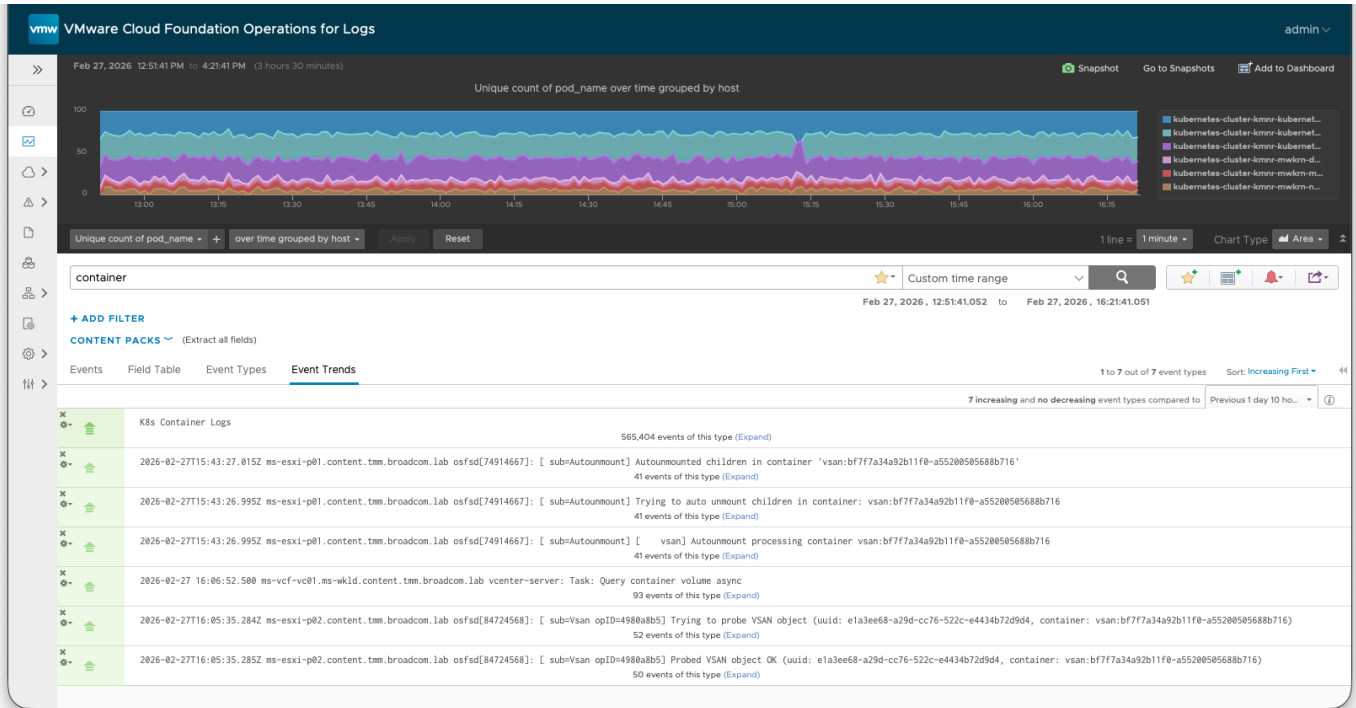 vmw VMware Cloud Foundation Operations for Logs
admin
Feb 27, 2026 12:51:41 PM to 4:21:41 PM (3 hours 30 minutes)
Snapshot Go to Snapshots Add to Dashboard
Unique count of pod_name over time grouped by host
100
50
0
13:00 13:15 13:30 13:45 14:00 14:15 14:30 14:45 15:00 15:15 15:30 15:45 16:00 16:15
kubernetes-cluster-kmnr-kubernet...
kubernetes-cluster-kmnr-kubernet...
kubernetes-cluster-kmnr-kubernet...
kubernetes-cluster-kmnr-mwkrn-d...
kubernetes-cluster-kmnr-mwkrn-m...
kubernetes-cluster-kmnr-mwkrn-n...
Unique count of pod_name + over time grouped by host Apply Reset 1 line = 1 minute Chart Type Area
container Custom time range
Feb 27, 2026, 12:51:41.052 to Feb 27, 2026, 16:21:41.051
+ ADD FILTER
CONTENT PACKS (Extract all fields)
Events Field Table Event Types Event Trends 1 to 7 out of 7 event types Sort: Increasing First
7 increasing and no decreasing event types compared to Previous 1 day 10 ho...
K8s Container Logs
565,404 events of this type (Expand)
2026-02-27T15:43:27.015Z ms-esxi-p01.content.tmm.broadcom.lab osfsd[74914667]: [ sub=Autounmount] Autounmounted children in container 'vsan:bf7f7a34a92b11f0-a55200505688b716'
41 events of this type (Expand)
2026-02-27T15:43:26.995Z ms-esxi-p01.content.tmm.broadcom.lab osfsd[74914667]: [ sub=Autounmount] Trying to auto unmount children in container: vsan:bf7f7a34a92b11f0-a55200505688b716
41 events of this type (Expand)
2026-02-27T15:43:26.995Z ms-esxi-p01.content.tmm.broadcom.lab osfsd[74914667]: [ sub=Autounmount] [ vsan] Autounmount processing container vsan:bf7f7a34a92b11f0-a55200505688b716
41 events of this type (Expand)
2026-02-27 16:06:52.500 ms-vcf-vc01.ms-wkld.content.tmm.broadcom.lab vcenter-server: Task: Query container volume async
93 events of this type (Expand)
2026-02-27T16:05:35.284Z ms-esxi-p02.content.tmm.broadcom.lab osfsd[84724568]: [ sub=Vsan opID=4980a8b5] Trying to probe VSAN object (uuid: e1a3ee68-a29d-cc76-522c-e4434b72d9d4, container: vsan:bf7f7a34a92b11f0-a55200505688b716)
52 events of this type (Expand)
2026-02-27T16:05:35.285Z ms-esxi-p02.content.tmm.broadcom.lab osfsd[84724568]: [ sub=Vsan opID=4980a8b5] Probed VSAN object OK (uuid: e1a3ee68-a29d-cc76-522c-e4434b72d9d4, container: vsan:bf7f7a34a92b11f0-a55200505688b716)
50 events of this type (Expand)